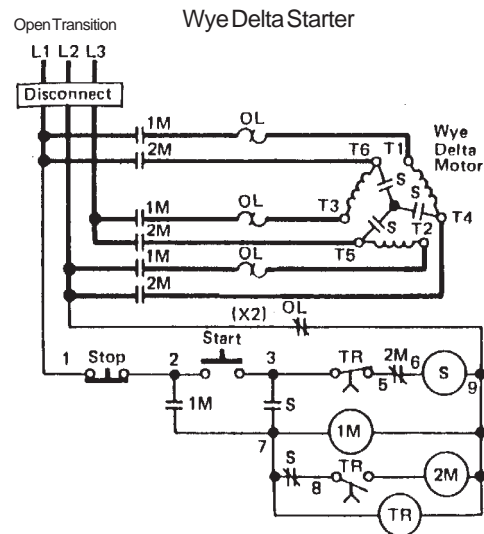 Wye Delta Starter
Open Transition
L1 L2 L3
Disconnect
1M OL
2M T6 T1
Wye
Delta
Motor
S
S
1M OL T3 T4
2M S T2
T5
1M OL
2M
(X2) OL
Start
1 Stop 2 3 TR 2M 6 S 9
5
1M S
7 1M
S TR 2M
8
TR